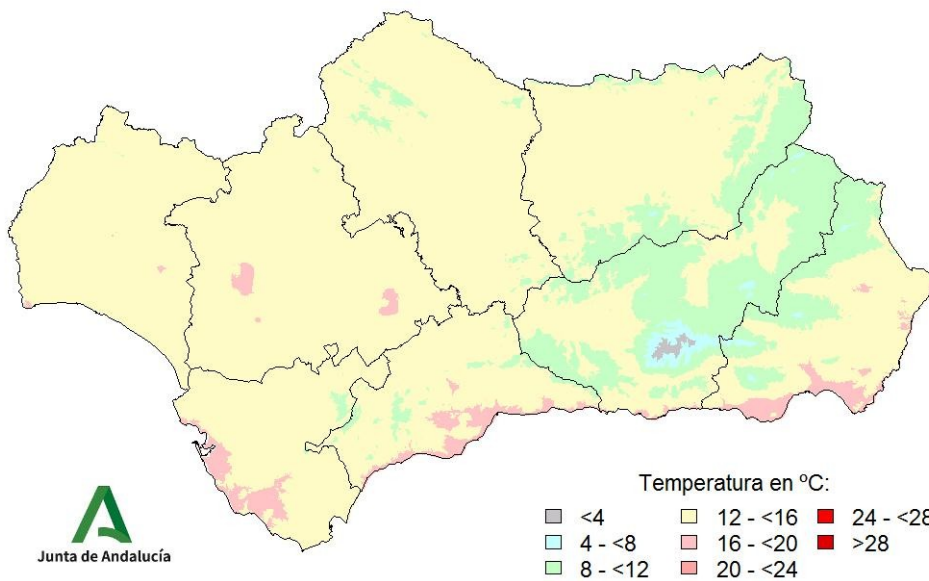 Temperatura en ºC:
<4
12 - <16
24 - <28
4 - <8
16 - <20
>28
8 - <12
20 - <24
Junta de Andalucía